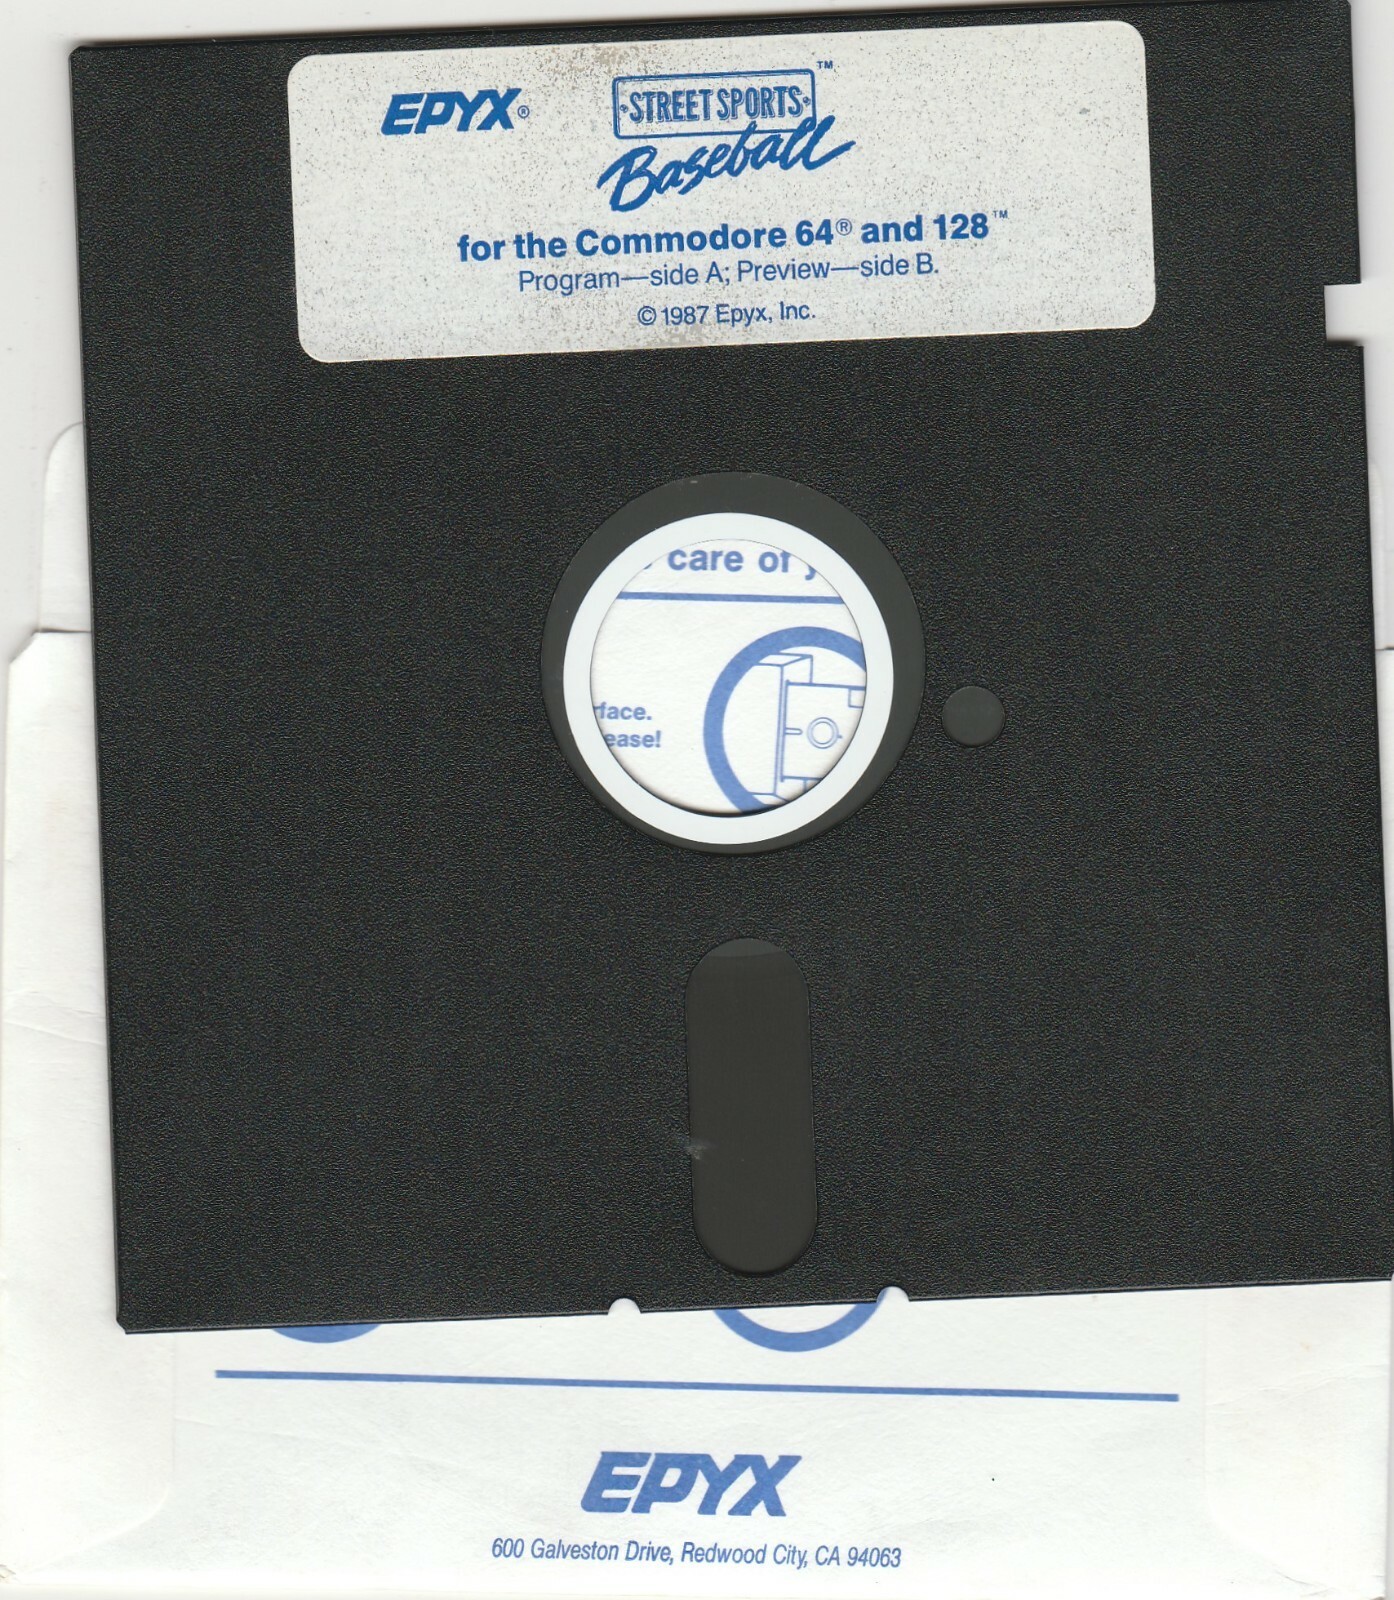 EPYX®
STREET SPORTS™
Baseball
for the Commodore 64® and 128™
Program—side A; Preview—side B.
© 1987 Epyx, Inc.
care of
ease!
EPYX
600 Galveston Drive, Redwood City, CA 94063